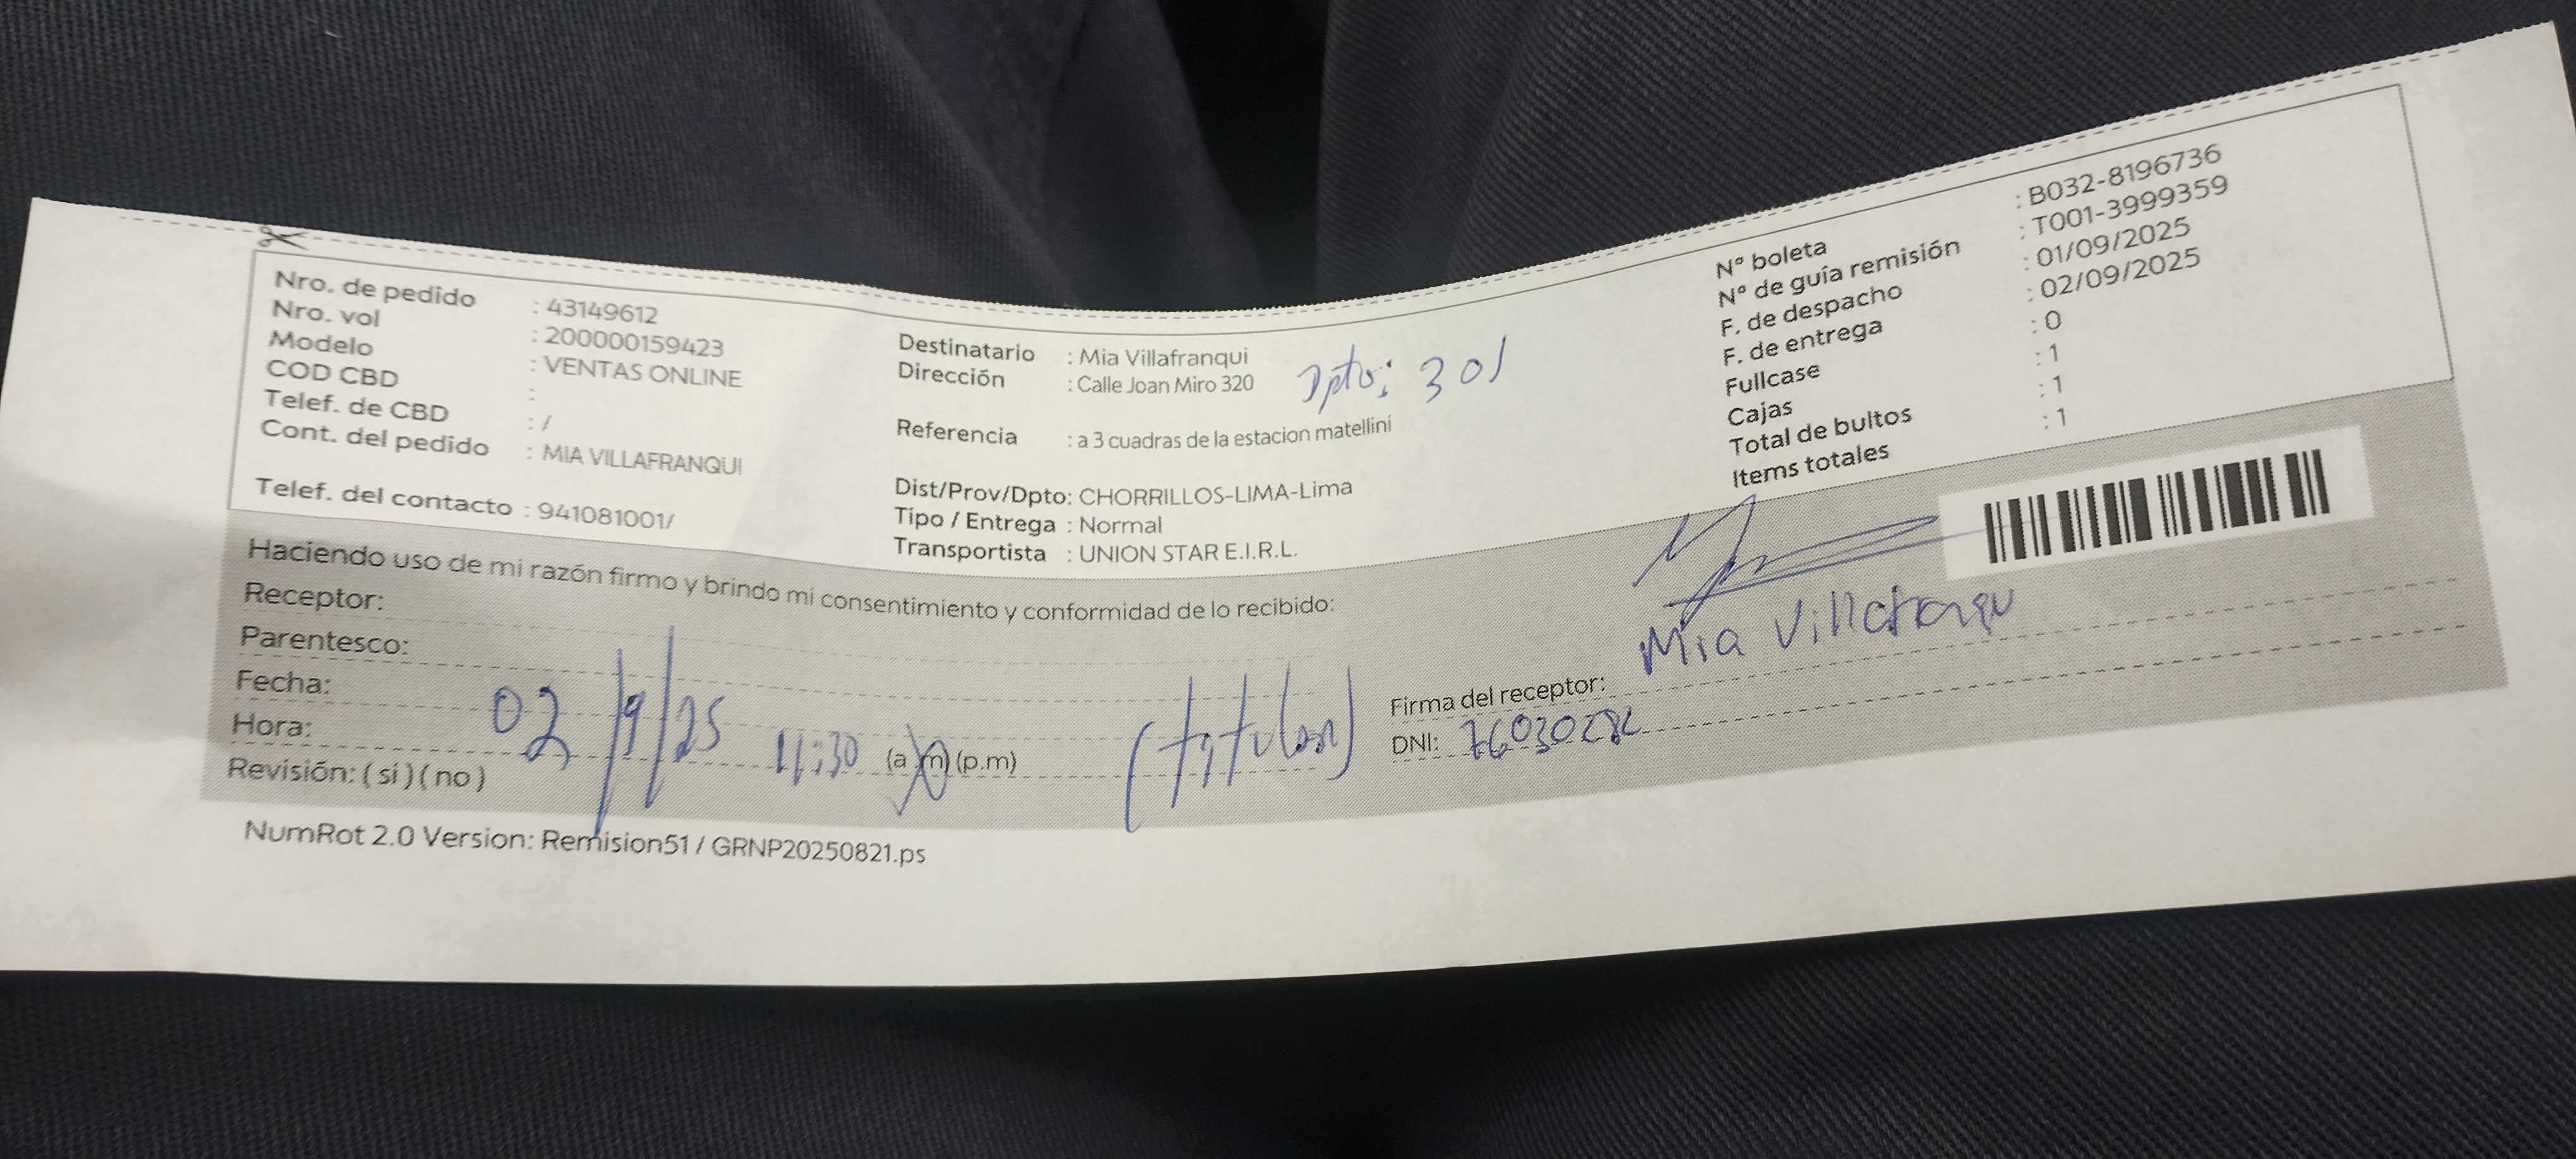 Nro. de pedido : 43149612
Nro. vol : 200000159423
Modelo : VENTAS ONLINE
COD CBD :
Telef. de CBD : /
Cont. del pedido : MIA VILLAFRANQUI
Telef. del contacto : 941081001/
Destinatario : Mia Villafranqui
Dirección : Calle Joan Miro 320 Dpto: 301
Referencia : a 3 cuadras de la estacion matellini
Dist/Prov/Dpto: CHORRILLOS-LIMA-Lima
Tipo / Entrega : Normal
Transportista : UNION STAR E.I.R.L.
N° boleta : B032-8196736
N° de guía remisión : T001-3999359
F. de despacho : 01/09/2025
F. de entrega : 02/09/2025
Fullcase : 0
Cajas : 1
Total de bultos : 1
Items totales : 1
Haciendo uso de mi razón firmo y brindo mi consentimiento y conformidad de lo recibido:
Receptor:
Parentesco:
Fecha: 02/9/25
Hora: 11:30 (a.m) (p.m) (titular)
Revisión: ( si ) ( no )
Mia
Firma del receptor:
DNI:
NumRot 2.0 Version: Remision51 / GRNP20250821.ps